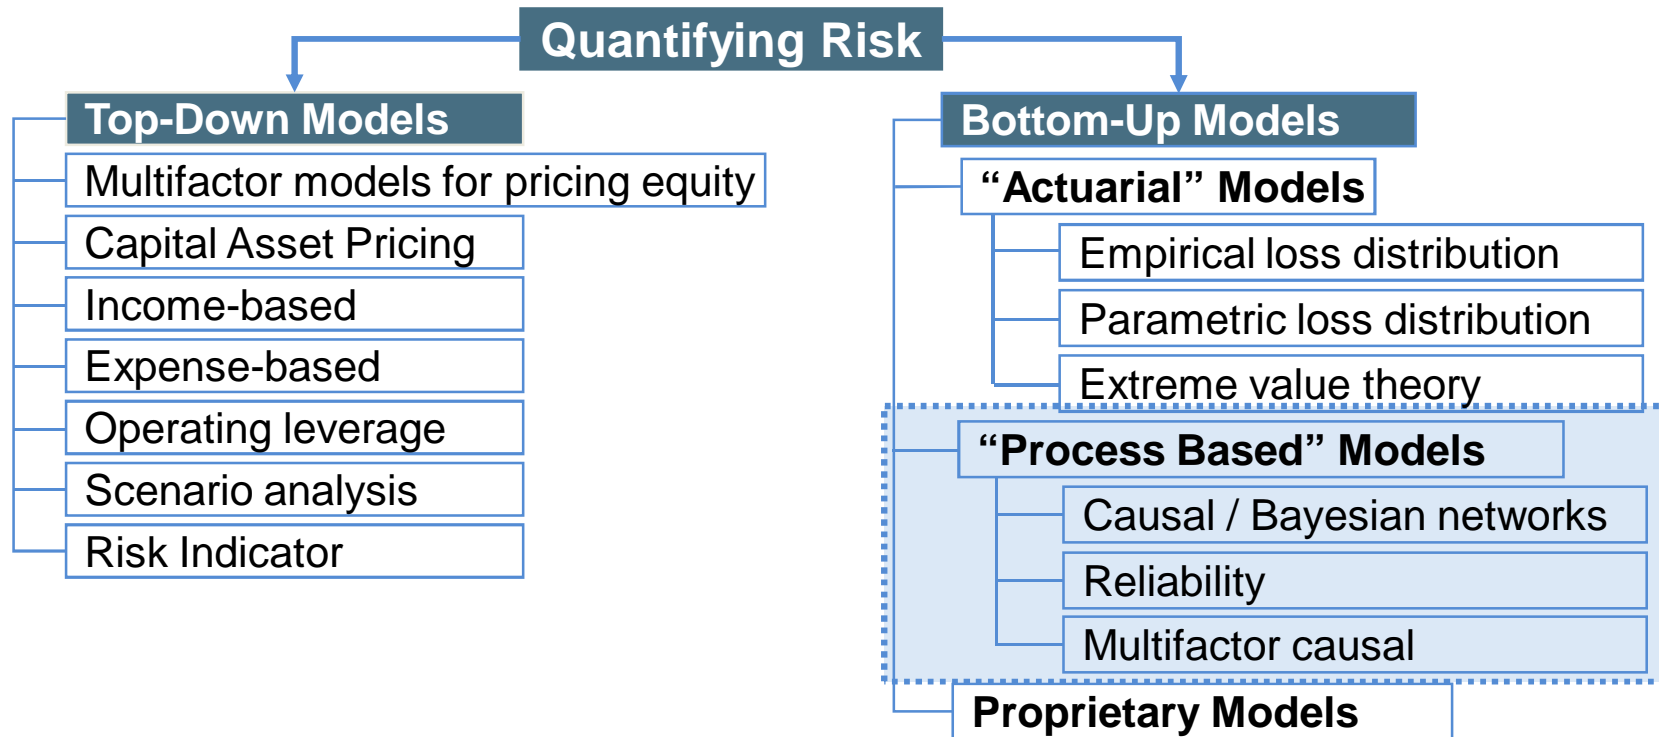 Quantifying Risk
Top-Down Models
Multifactor models for pricing equity
Capital Asset Pricing
Income-based
Expense-based
Operating leverage
Scenario analysis
Risk Indicator
Bottom-Up Models
“Actuarial” Models
Empirical loss distribution
Parametric loss distribution
Extreme value theory
“Process Based” Models
Causal / Bayesian networks
Reliability
Multifactor causal
Proprietary Models